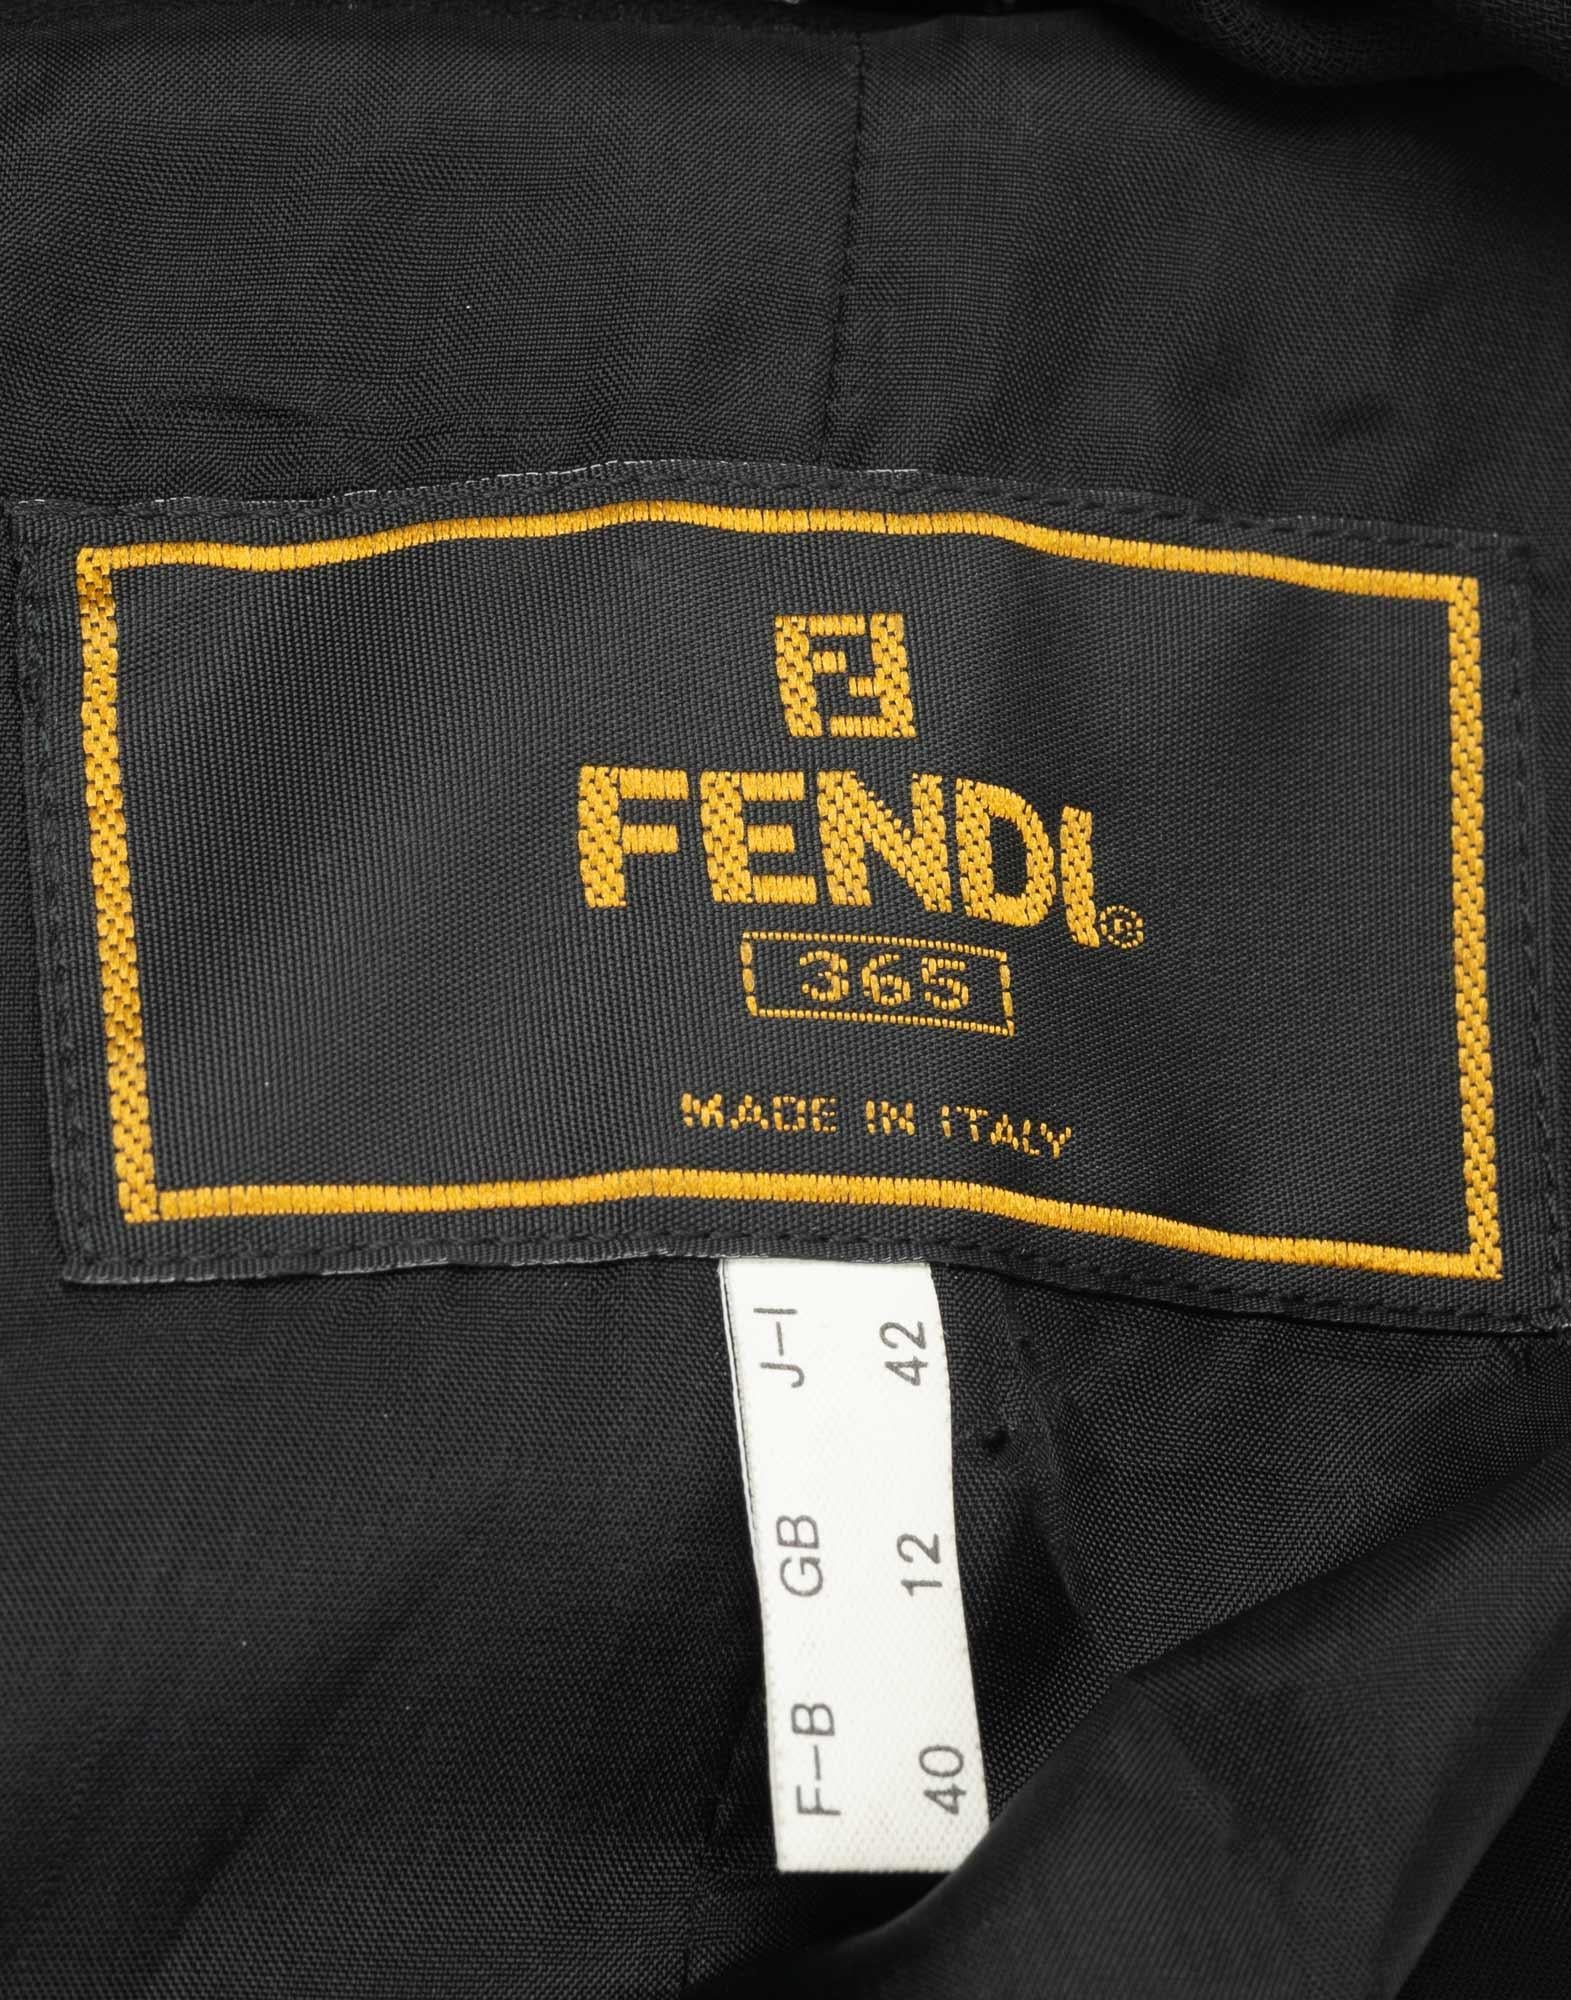 FF
FENDI®
365
MADE IN ITALY
F–B GB J–I
40 12 42